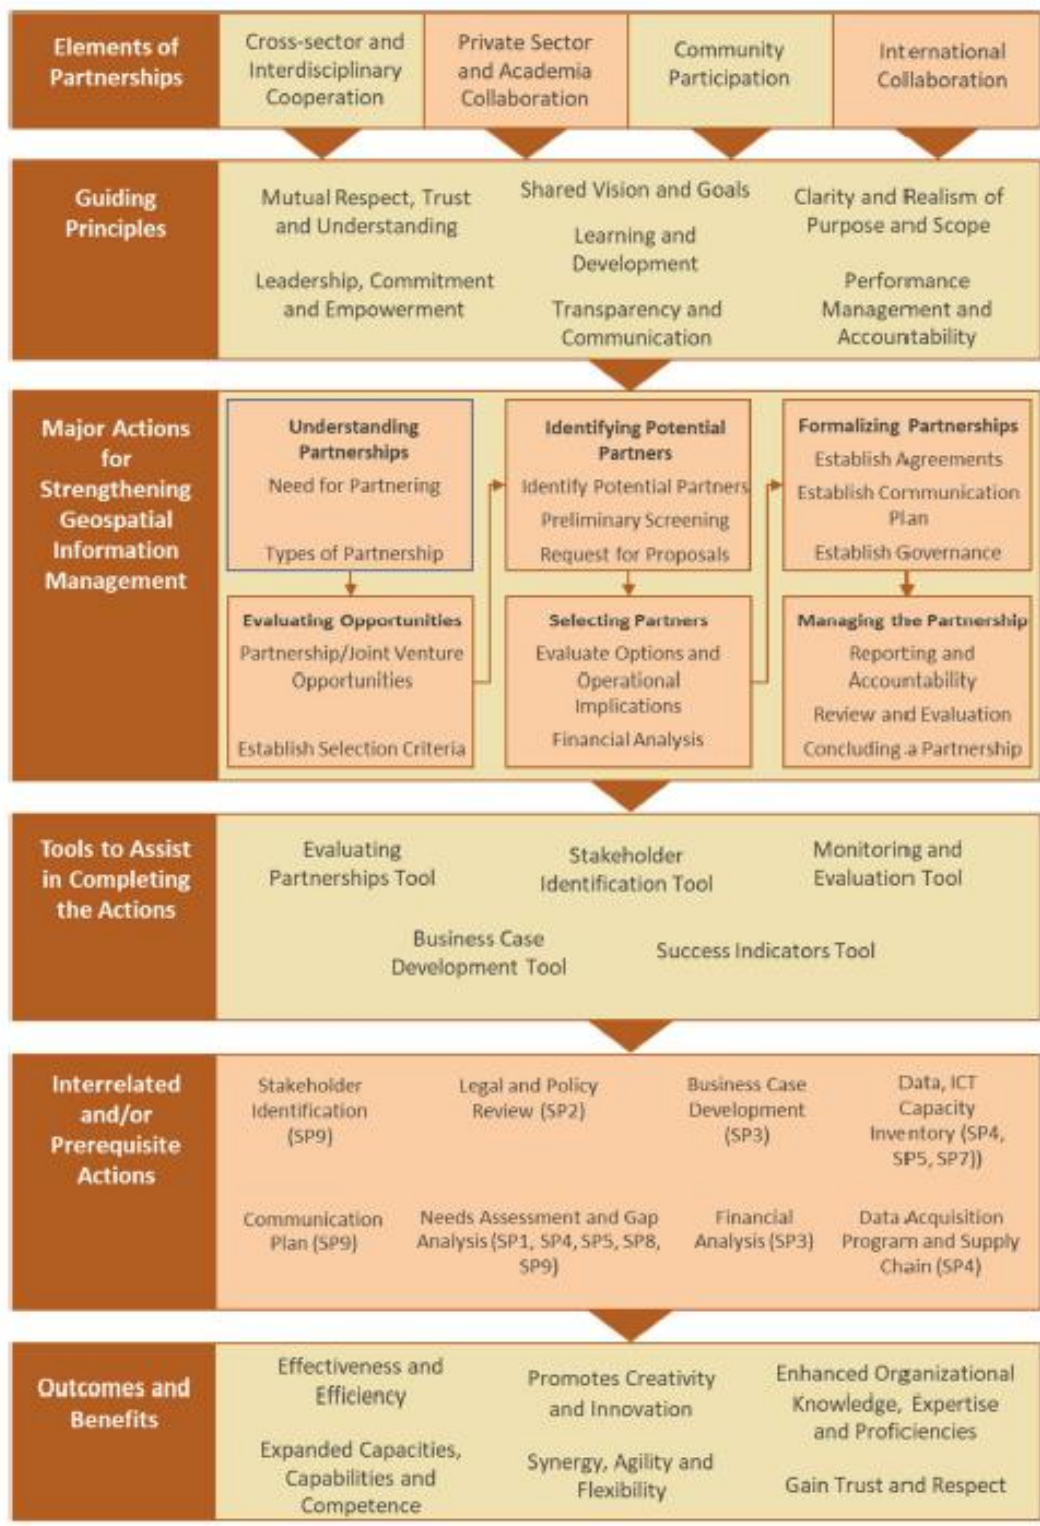 Elements of
Partnerships
Cross-sector and
Interdisciplinary
Cooperation
Private Sector
and Academia
Collaboration
Community
Participation
International
Collaboration
Guiding
Principles
Mutual Respect, Trust
and Understanding
Leadership, Commitment
and Empowerment
Shared Vision and Goals
Learning and
Development
Transparency and
Communication
Clarity and Realism of
Purpose and Scope
Performance
Management and
Accountability
Major Actions
for
Strengthening
Geospatial
Information
Management
Understanding
Partnerships
Need for Partnering
Types of Partnership
Evaluating Opportunities
Partnership/Joint Venture
Opportunities
Establish Selection Criteria
Identifying Potential
Partners
Identify Potential Partners
Preliminary Screening
Request for Proposals
Selecting Partners
Evaluate Options and
Operational
Implications
Financial Analysis
Formalizing Partnerships
Establish Agreements
Establish Communication
Plan
Establish Governance
Managing the Partnership
Reporting and
Accountability
Review and Evaluation
Concluding a Partnership
Tools to Assist
in Completing
the Actions
Evaluating
Partnerships Tool
Stakeholder
Identification Tool
Monitoring and
Evaluation Tool
Business Case
Development Tool
Success Indicators Tool
Interrelated
and/or
Prerequisite
Actions
Stakeholder
Identification
(SP9)
Legal and Policy
Review (SP2)
Business Case
Development
(SP3)
Data, ICT
Capacity
Inventory (SP4,
SP5, SP7))
Communication
Plan (SP9)
Needs Assessment and Gap
Analysis (SP1, SP4, SP5, SP8,
SP9)
Financial
Analysis (SP3)
Data Acquisition
Program and Supply
Chain (SP4)
Outcomes and
Benefits
Effectiveness and
Efficiency
Expanded Capacities,
Capabilities and
Competence
Promotes Creativity
and Innovation
Synergy, Agility and
Flexibility
Enhanced Organizational
Knowledge, Expertise
and Proficiencies
Gain Trust and Respect